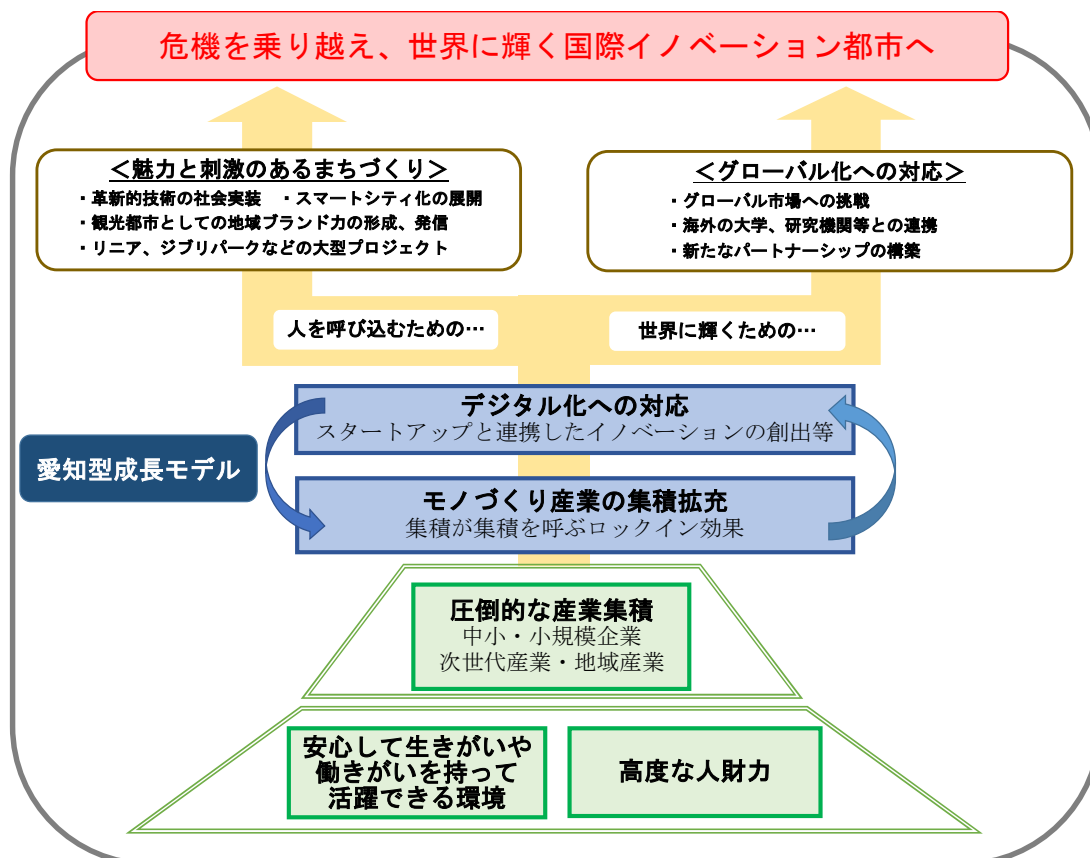 危機を乗り越え、世界に輝く国際イノベーション都市へ
＜魅力と刺激のあるまちづくり＞
・革新的技術の社会実装　・スマートシティ化の展開
・観光都市としての地域ブランド力の形成、発信
・リニア、ジブリパークなどの大型プロジェクト
＜グローバル化への対応＞
・グローバル市場への挑戦
・海外の大学、研究機関等との連携
・新たなパートナーシップの構築
人を呼び込むための…
世界に輝くための…
デジタル化への対応
スタートアップと連携したイノベーションの創出等
愛知型成長モデル
モノづくり産業の集積拡充
集積が集積を呼ぶロックイン効果
圧倒的な産業集積
中小・小規模企業
次世代産業・地域産業
安心して生きがいや
働きがいを持って
活躍できる環境
高度な人財力